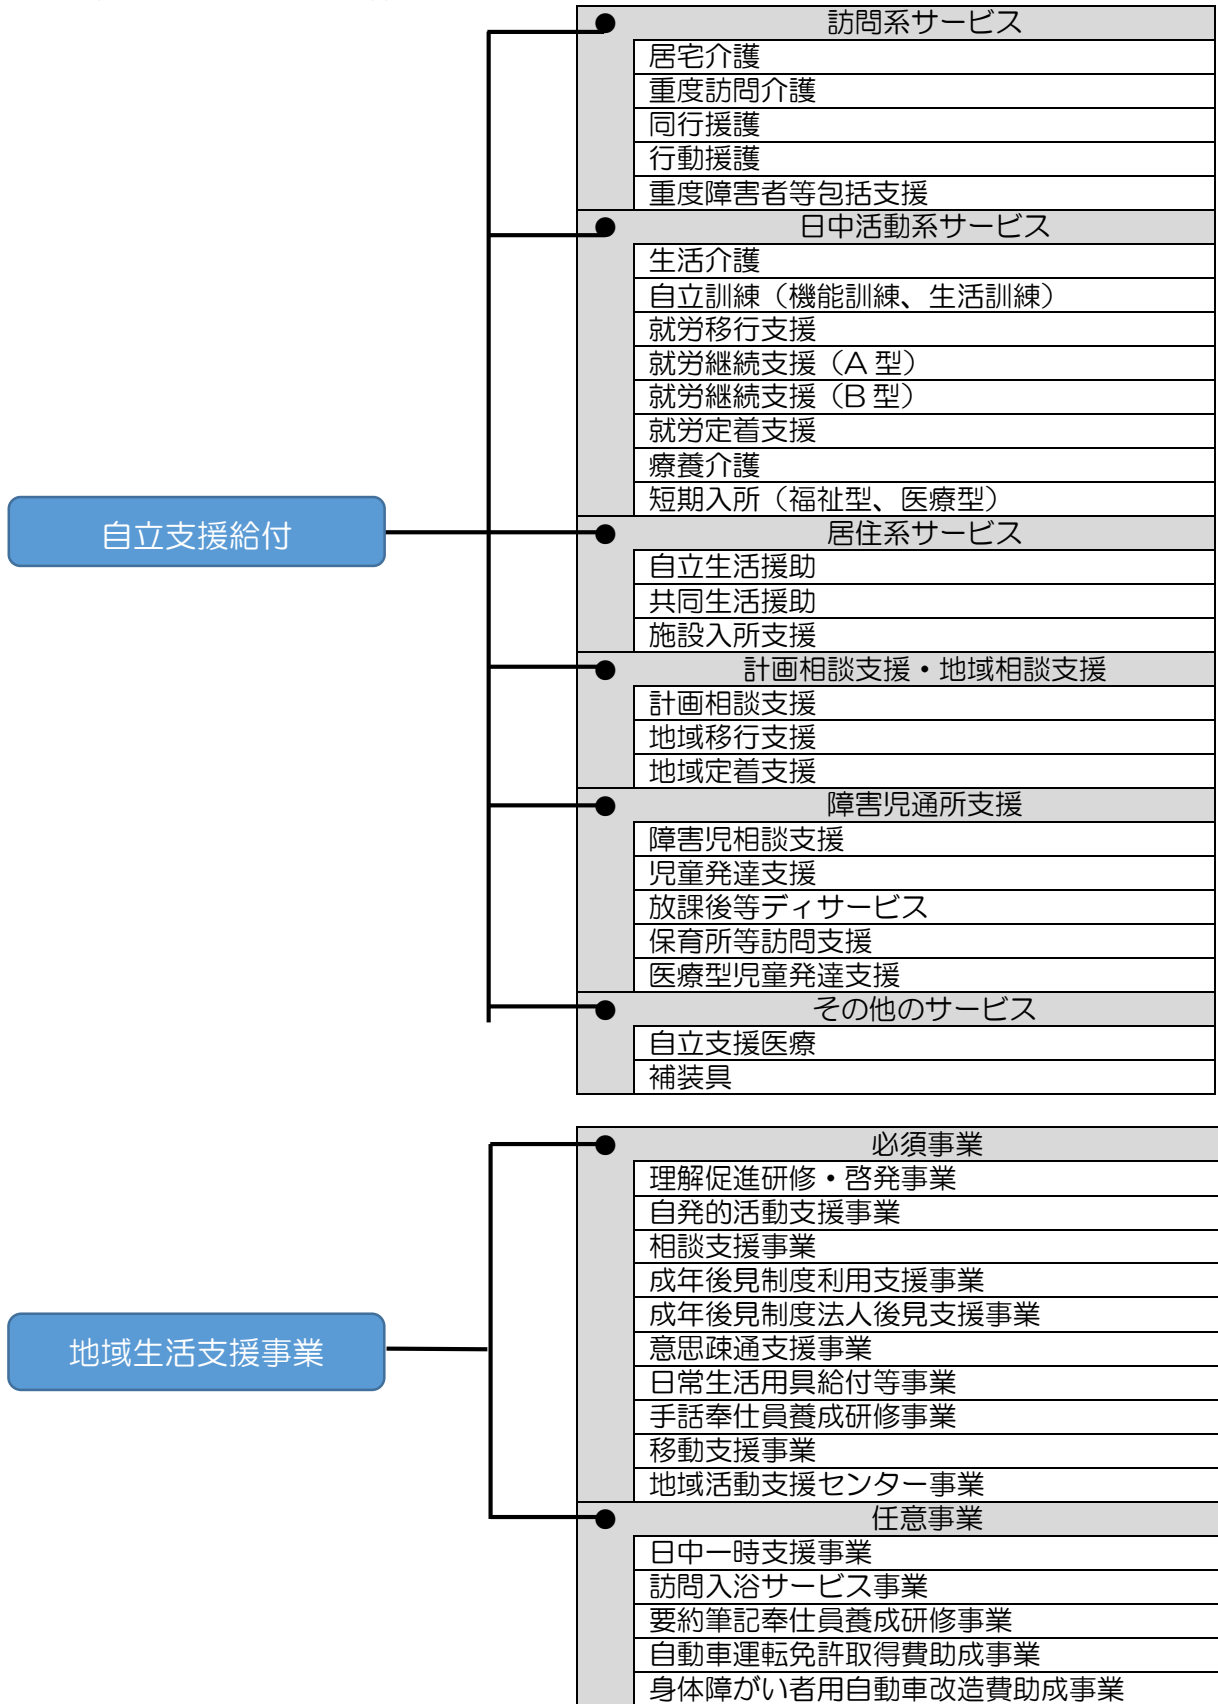 訪問系サービス
居宅介護
重度訪問介護
同行援護
行動援護
重度障害者等包括支援
日中活動系サービス
生活介護
自立訓練（機能訓練、生活訓練）
就労移行支援
就労継続支援（A型）
就労継続支援（B型）
就労定着支援
療養介護
短期入所（福祉型、医療型）
自立支援給付
居住系サービス
自立生活援助
共同生活援助
施設入所支援
計画相談支援・地域相談支援
計画相談支援
地域移行支援
地域定着支援
障害児通所支援
障害児相談支援
児童発達支援
放課後等ディサービス
保育所等訪問支援
医療型児童発達支援
その他のサービス
自立支援医療
補装具
必須事業
理解促進研修・啓発事業
自発的活動支援事業
相談支援事業
成年後見制度利用支援事業
成年後見制度法人後見支援事業
地域生活支援事業
意思疎通支援事業
日常生活用具給付等事業
手話奉仕員養成研修事業
移動支援事業
地域活動支援センター事業
任意事業
日中一時支援事業
訪問入浴サービス事業
要約筆記奉仕員養成研修事業
自動車運転免許取得費助成事業
身体障がい者用自動車改造費助成事業